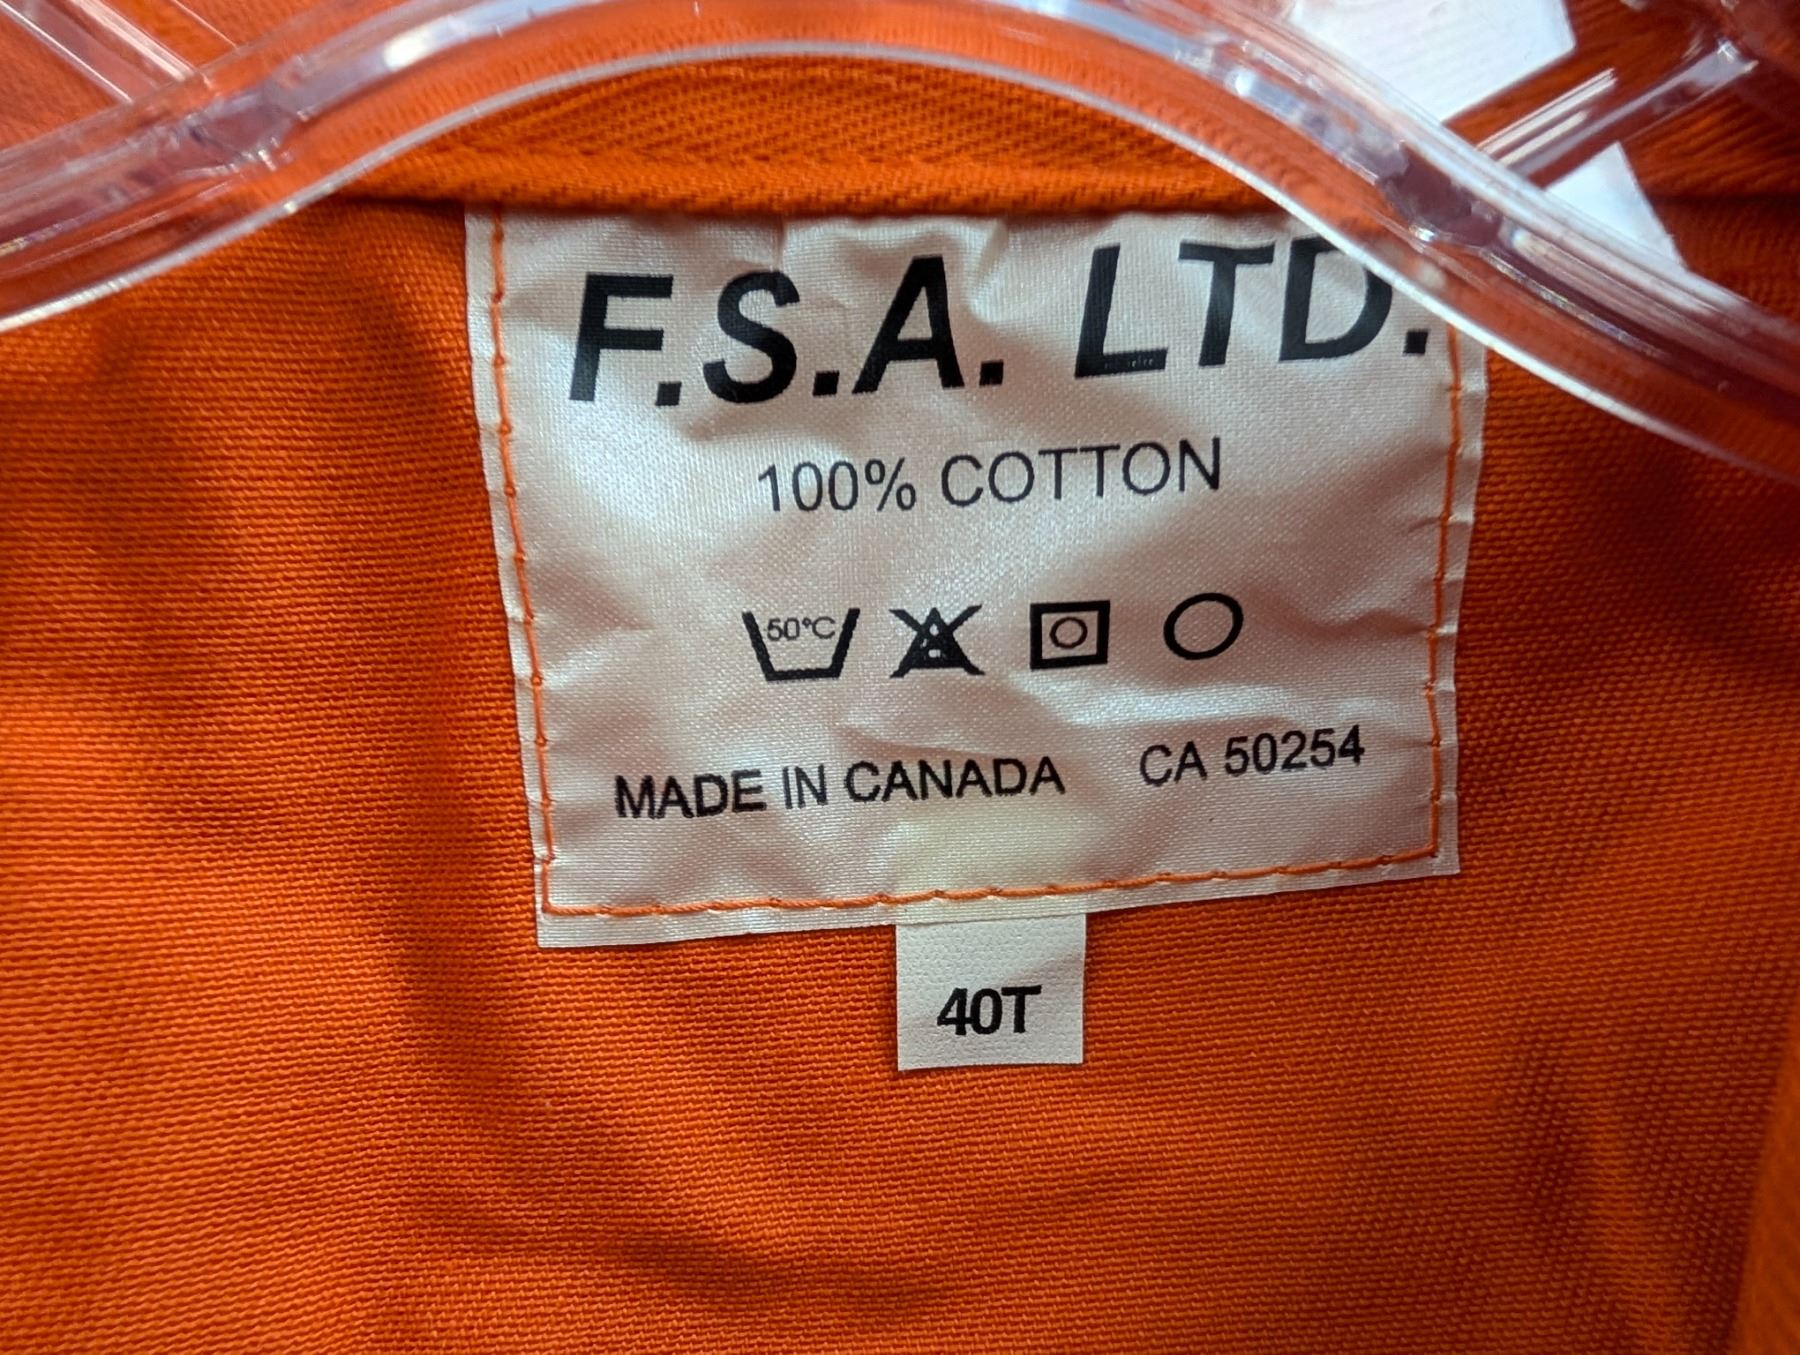 F.S.A. LTD.
100% COTTON
50°C
MADE IN CANADA CA 50254
40T